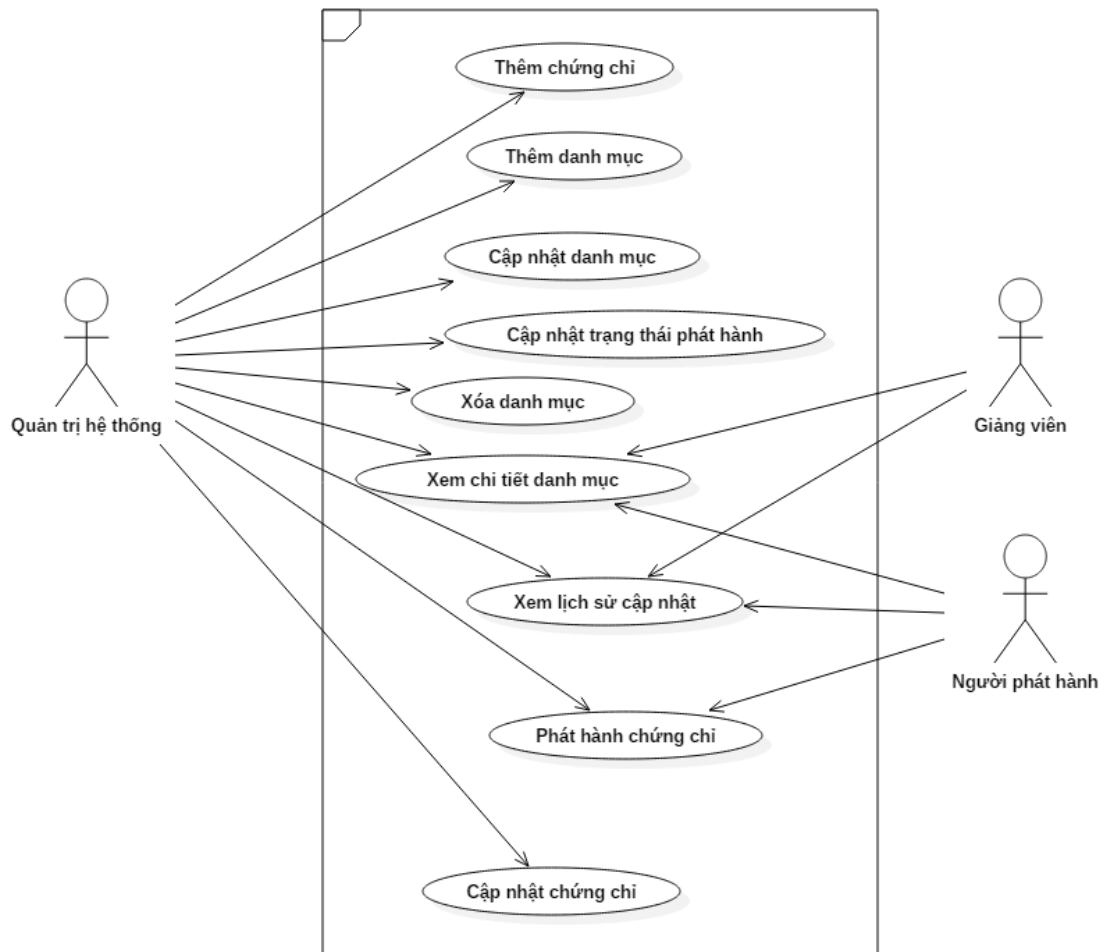 Thêm chứng chỉ
Thêm danh mục
Cập nhật danh mục
Cập nhật trạng thái phát hành
Xóa danh mục
Quản trị hệ thống
Giảng viên
Xem chi tiết danh mục
Xem lịch sử cập nhật
Người phát hành
Phát hành chứng chỉ
Cập nhật chứng chỉ